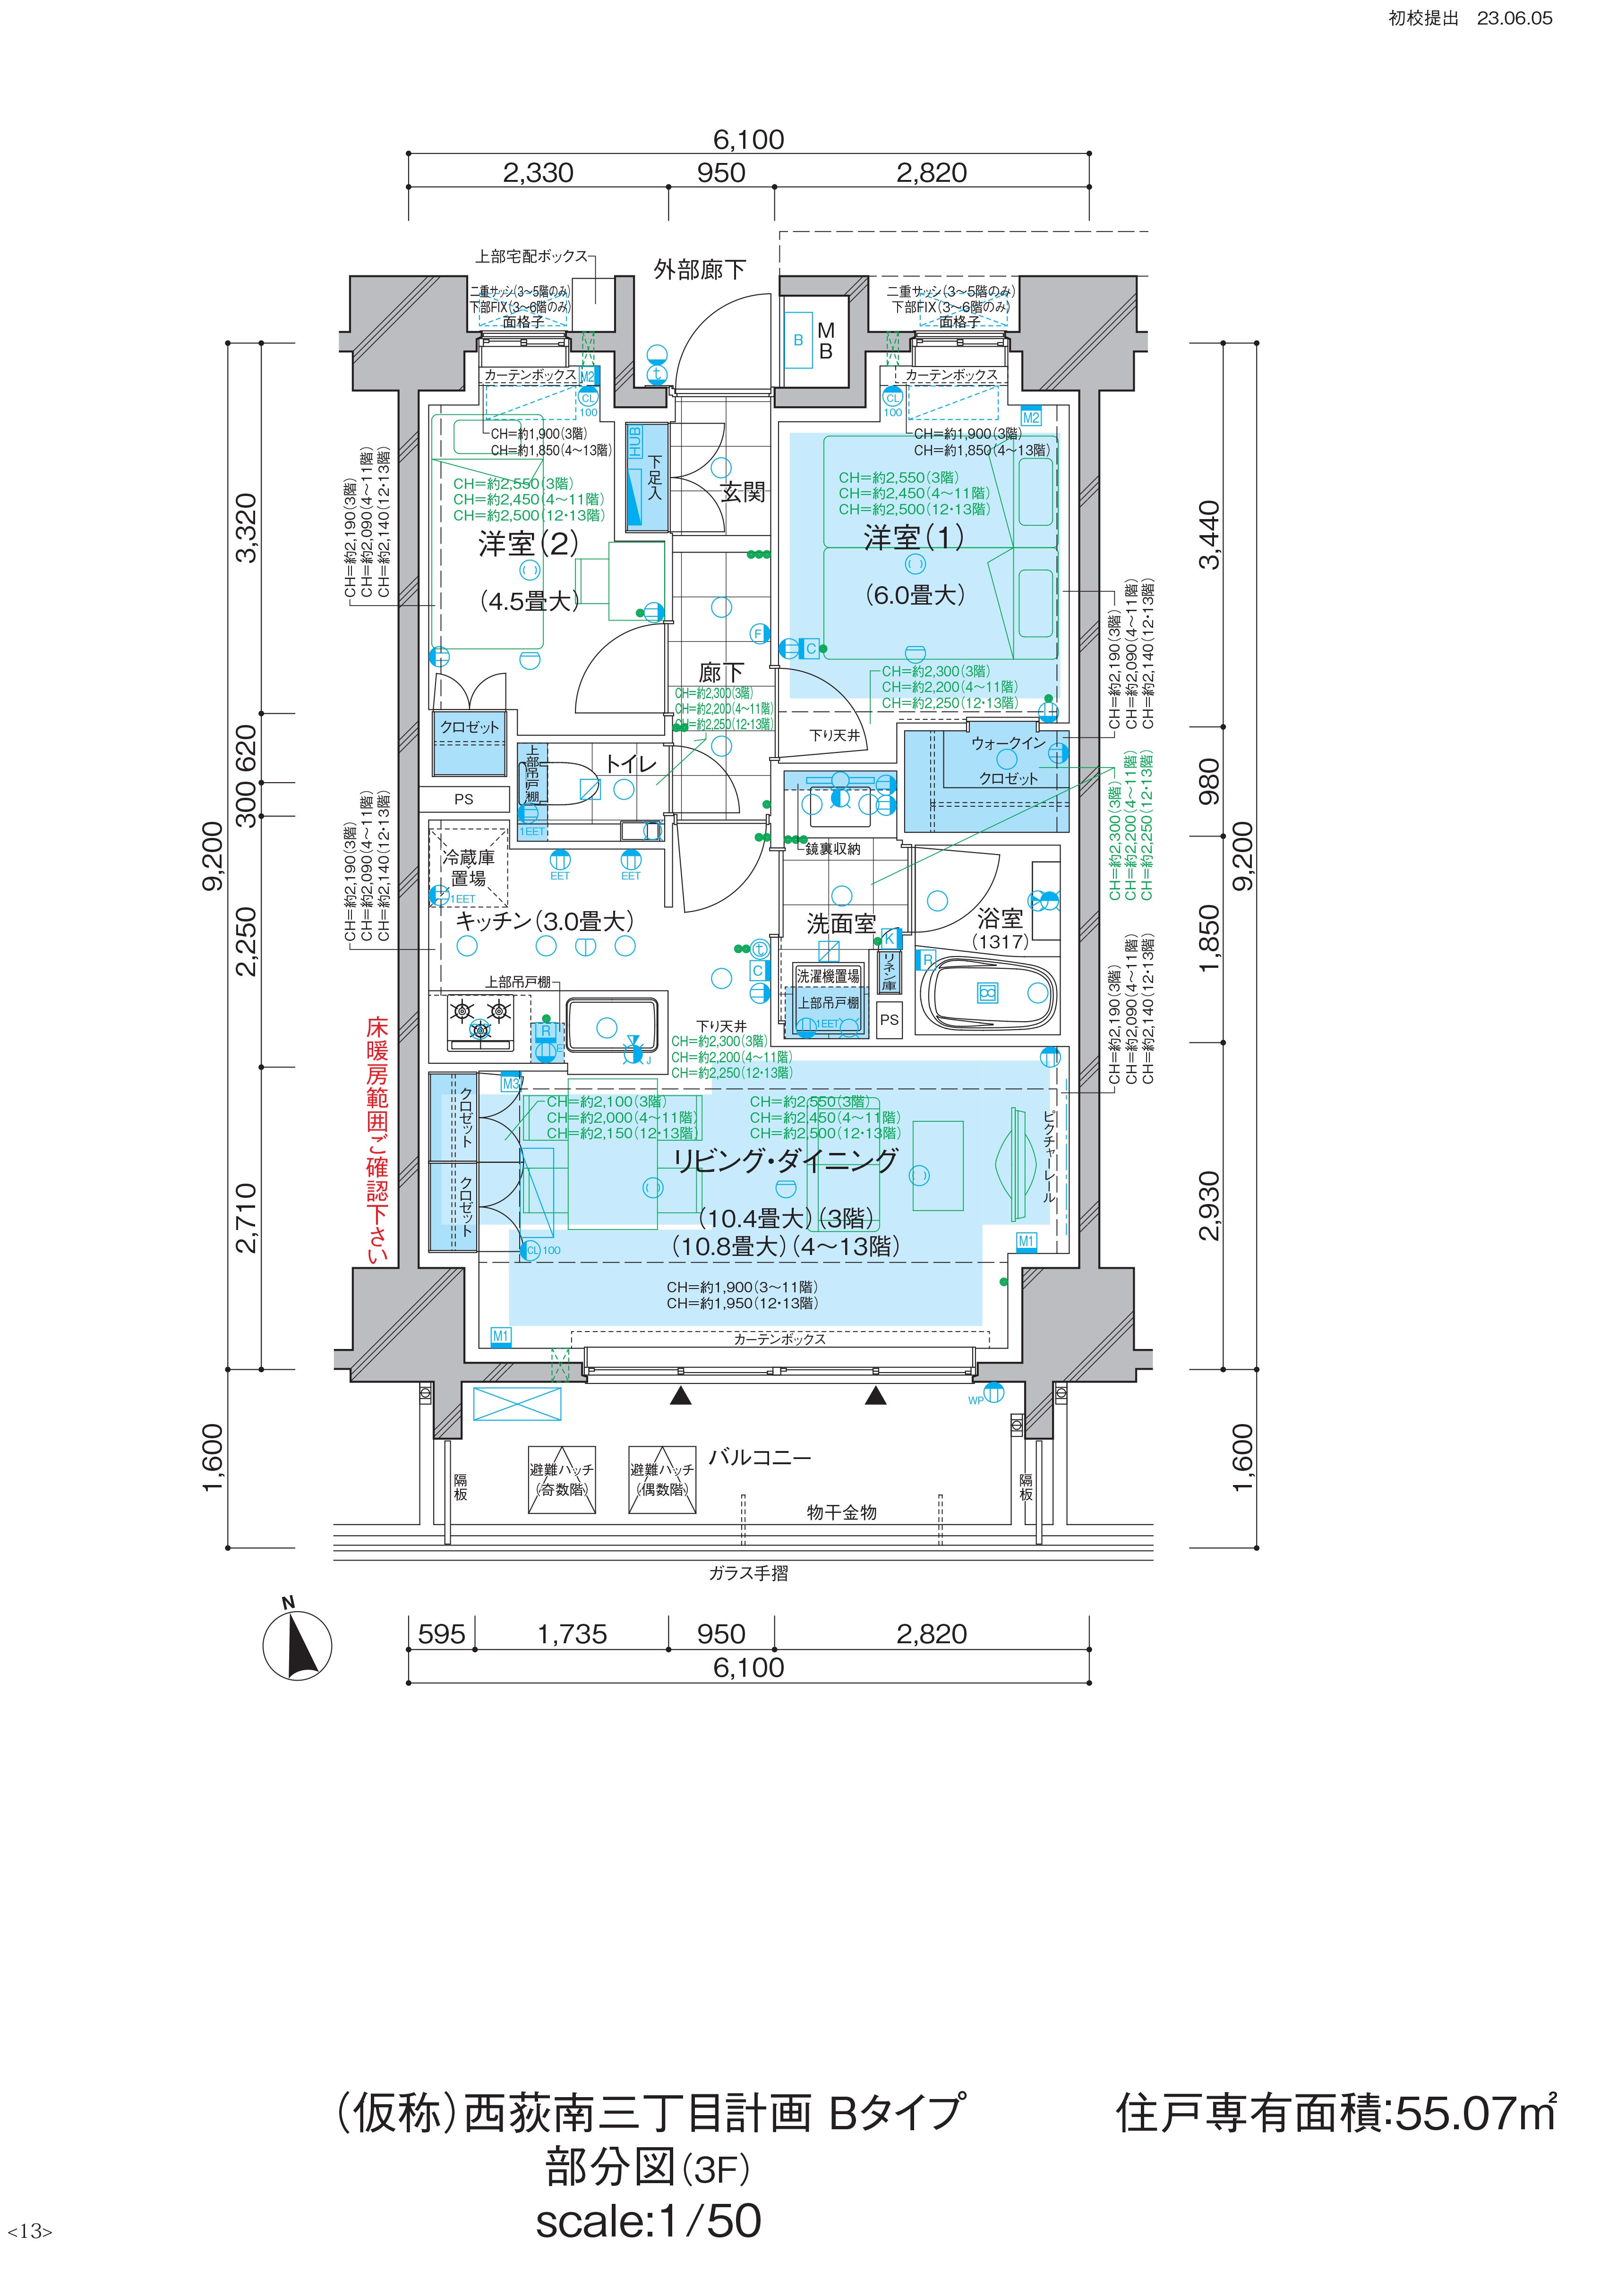 初校提出　23.06.05
6,100
2,330
950
2,820
上部宅配ボックス
外部廊下
二重サッシ(3〜5階のみ)
下部FIX(3〜6階のみ)
面格子
二重サッシ(3〜5階のみ)
下部FIX(3〜6階のみ)
面格子
B
MB
t
カーテンボックス
M2
CL
100
カーテンボックス
CL
100
M2
CH=約1,900(3階)
CH=約1,850(4〜13階)
HUB
下足入
玄関
CH=約1,900(3階)
CH=約1,850(4〜13階)
CH=約2,550(3階)
CH=約2,450(4〜11階)
CH=約2,500(12・13階)
CH=約2,550(3階)
CH=約2,450(4〜11階)
CH=約2,500(12・13階)
CH=約2,190(3階)
CH=約2,090(4〜11階)
CH=約2,140(12・13階)
洋室(2)
(4.5畳大)
洋室(1)
(6.0畳大)
3,320
3,440
CH=約2,190(3階)
CH=約2,090(4〜11階)
CH=約2,140(12・13階)
F
C
廊下
CH=約2,300(3階)
CH=約2,200(4〜11階)
CH=約2,250(12・13階)
CH=約2,300(3階)
CH=約2,200(4〜11階)
CH=約2,250(12・13階)
下り天井
クロゼット
上部吊戸棚
トイレ
1EET
ウォークイン
クロゼット
620
300
980
PS
鏡裏収納
CH=約2,300(3階)
CH=約2,200(4〜11階)
CH=約2,250(12・13階)
9,200
9,200
CH=約2,190(3階)
CH=約2,090(4〜11階)
CH=約2,140(12・13階)
冷蔵庫
置場
1EET
EET
EET
キッチン(3.0畳大)
洗面室
浴室
(1317)
2,250
1,850
t
C
K
R
リネン庫
洗濯機置場
上部吊戸棚
1EET
PS
上部吊戸棚
R
E
J
下り天井
CH=約2,300(3階)
CH=約2,200(4〜11階)
CH=約2,250(12・13階)
CH=約2,190(3階)
CH=約2,090(4〜11階)
CH=約2,140(12・13階)
床暖房範囲ご確認下さい
M3
クロゼット
クロゼット
CH=約2,100(3階)
CH=約2,000(4〜11階)
CH=約2,150(12・13階)
CH=約2,550(3階)
CH=約2,450(4〜11階)
CH=約2,500(12・13階)
ピクチャーレール
リビング・ダイニング
(10.4畳大)(3階)
(10.8畳大)(4〜13階)
2,710
2,930
CL
100
M1
CH=約1,900(3〜11階)
CH=約1,950(12・13階)
M1
カーテンボックス
WP
バルコニー
避難ハッチ
(奇数階)
避難ハッチ
(偶数階)
隔板
隔板
物干金物
1,600
1,600
ガラス手摺
N
595
1,735
950
2,820
6,100
(仮称)西荻南三丁目計画 Bタイプ
住戸専有面積:55.07㎡
部分図(3F)
scale:1/50
<13>